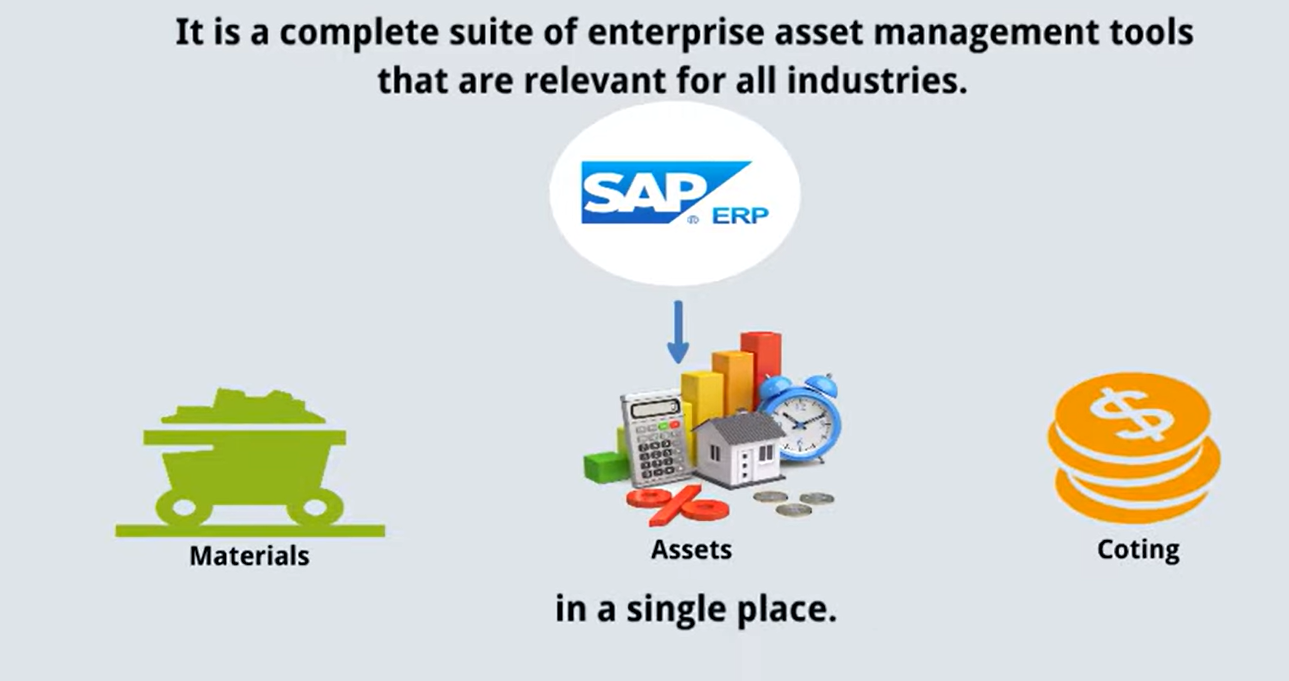 It is a complete suite of enterprise asset management tools
that are relevant for all industries.
SAP® ERP
Materials
Assets
Coting
in a single place.